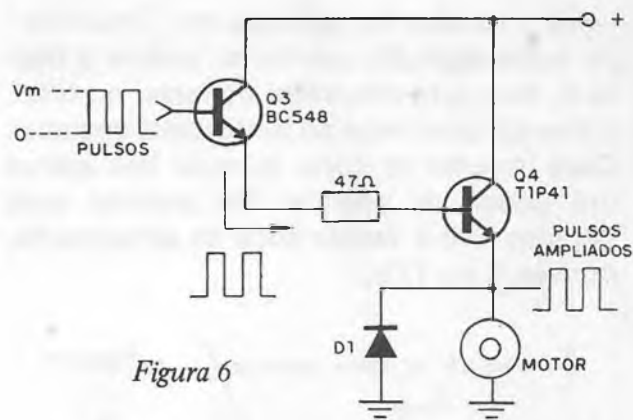 +
Vm
0
PULSOS
Q3
BC548
47Ω
Q4
TIP41
PULSOS
AMPLIADOS
D1
MOTOR
Figura 6